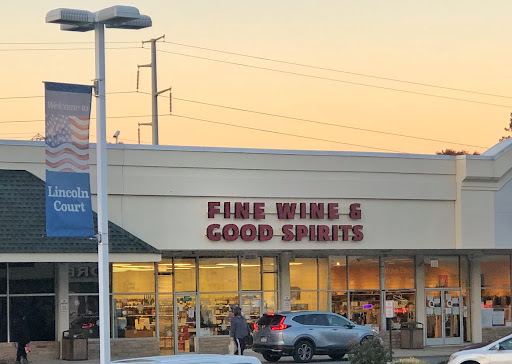 Welcome to
Lincoln
Court
FINE WINE &
GOOD SPIRITS